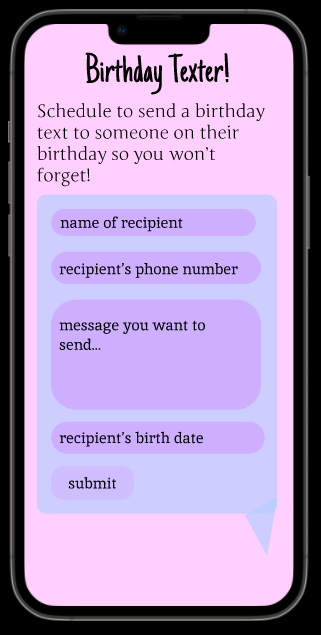 Birthday Texter!
Schedule to send a birthday
text to someone on their
birthday so you won't
forget!
name of recipient
recipient's phone number
message you want to
send...
recipient's birth date
submit